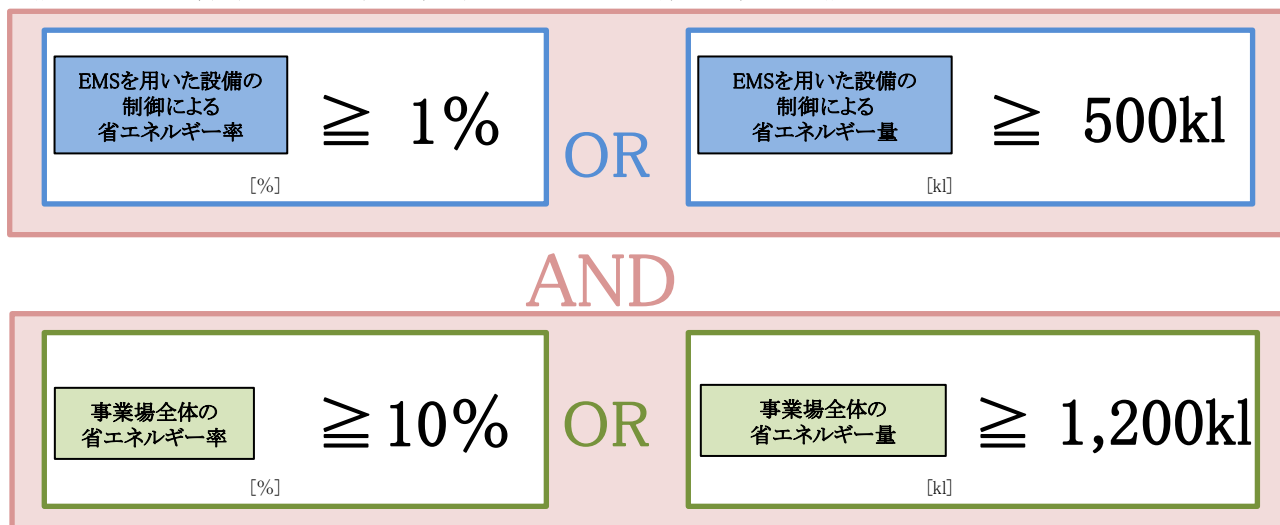 EMSを用いた設備の
制御による
省エネルギー率
≧ 1%
[%]
OR
EMSを用いた設備の
制御による
省エネルギー量
≧ 500kl
[kl]
AND
事業場全体の
省エネルギー率
≧10%
[%]
OR
事業場全体の
省エネルギー量
≧ 1,200kl
[kl]